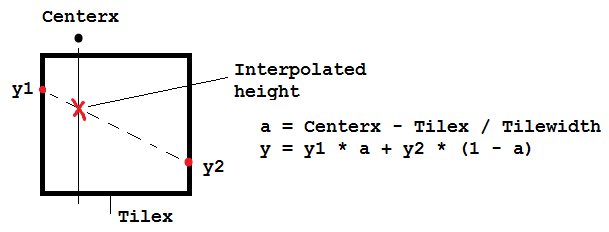 Centerx
y1
Interpolated
height
a = Centerx - Tilex / Tilewidth
y = y1 * a + y2 * (1 - a)
y2
Tilex